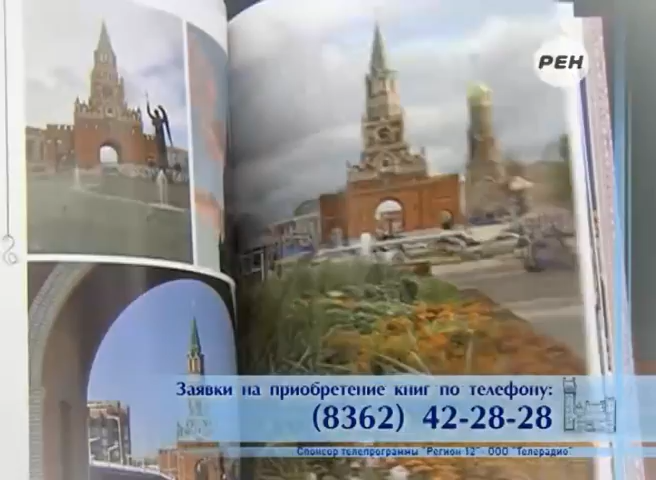 РЕН
Заявки на приобретение книг по телефону:
(8362) 42-28-28
Спонсор телепрограммы "Регион 12" - ООО "Телерадио"